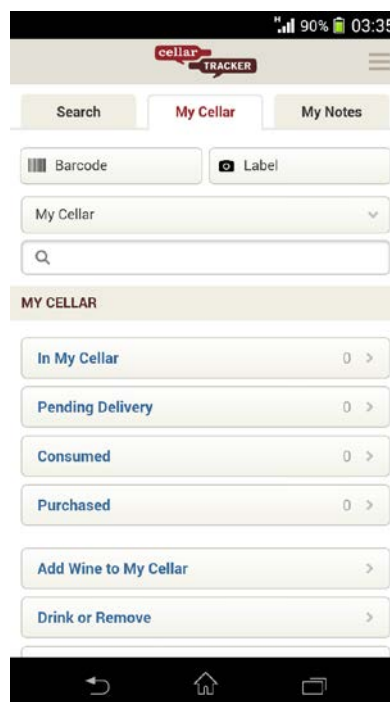 H 90% 03:35
cellar
TRACKER
Search My Cellar My Notes
Barcode Label
My Cellar
MY CELLAR
In My Cellar 0
Pending Delivery 0
Consumed 0
Purchased 0
Add Wine to My Cellar
Drink or Remove